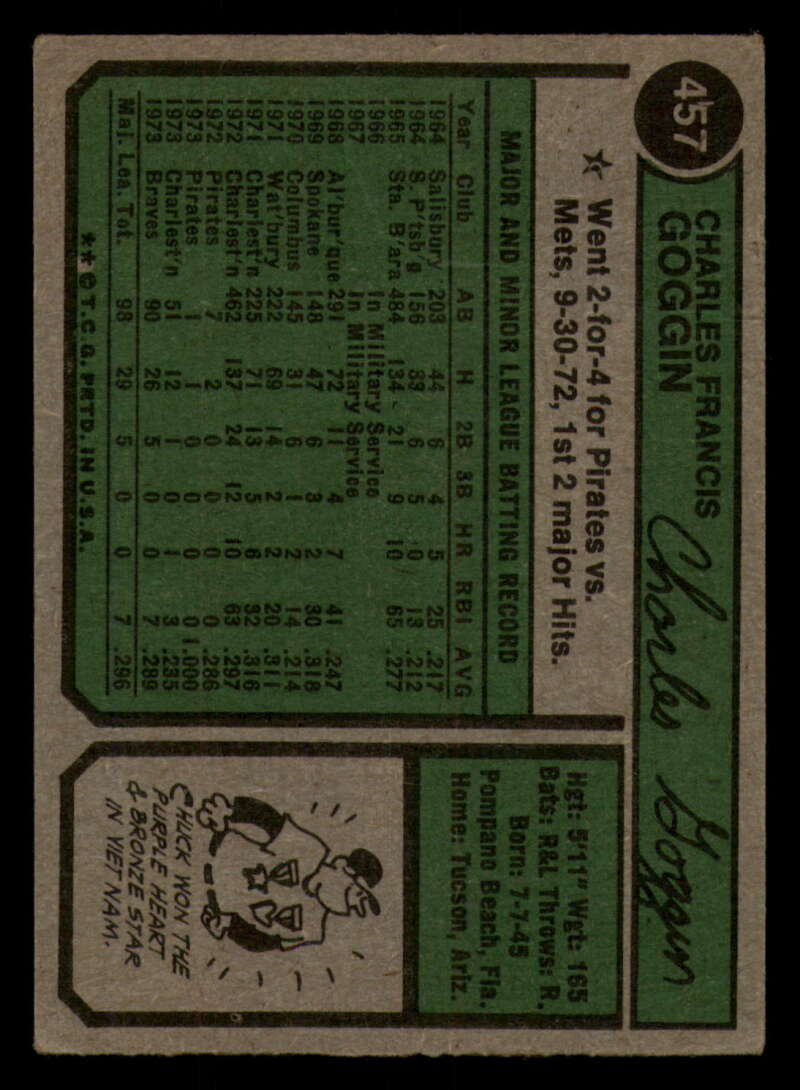 457
CHARLES FRANCIS
GOGGIN
Charles Goggin
★ Went 2-for-4 for Pirates vs.
Mets, 9-30-72, 1st 2 major Hits.
MAJOR AND MINOR LEAGUE BATTING RECORD
Year Club AB H 2B 3B HR RBI AVG
1964 Salisbury 203 44 6 4 5 25 .217
1964 S. P'tsb'g 156 33 6 5 0 13 .212
1965 Sta. B'ara 484 134 21 9 10 65 .277
1966 In Military Service
1967 In Military Service
1968 Al'bur'que 291 72 11 4 7 41 .247
1969 Spokane 148 47 6 3 2 30 .318
1970 Columbus 145 31 6 1 2 14 .214
1971 Wat'bury 222 69 14 2 2 20 .311
1971 Charlest'n 225 71 13 5 6 32 .316
1972 Charlest'n 462 137 24 12 10 63 .297
1972 Pirates 7 2 0 0 0 0 .286
1973 Pirates 1 1 0 0 0 0 1.000
1973 Charlest'n 51 12 1 0 1 3 .235
1973 Braves 90 26 5 0 0 7 .289
Maj. Lea. Tot. 98 29 5 0 0 7 .296
**© T.C.G. PRTD. IN U.S.A.
Hgt: 5'11" Wgt: 165
Bats: R&L Throws: R.
Born: 7-7-45
Pompano Beach, Fla.
Home: Tucson, Ariz.
CHUCK WON THE
PURPLE HEART
& BRONZE STAR
IN VIET NAM.